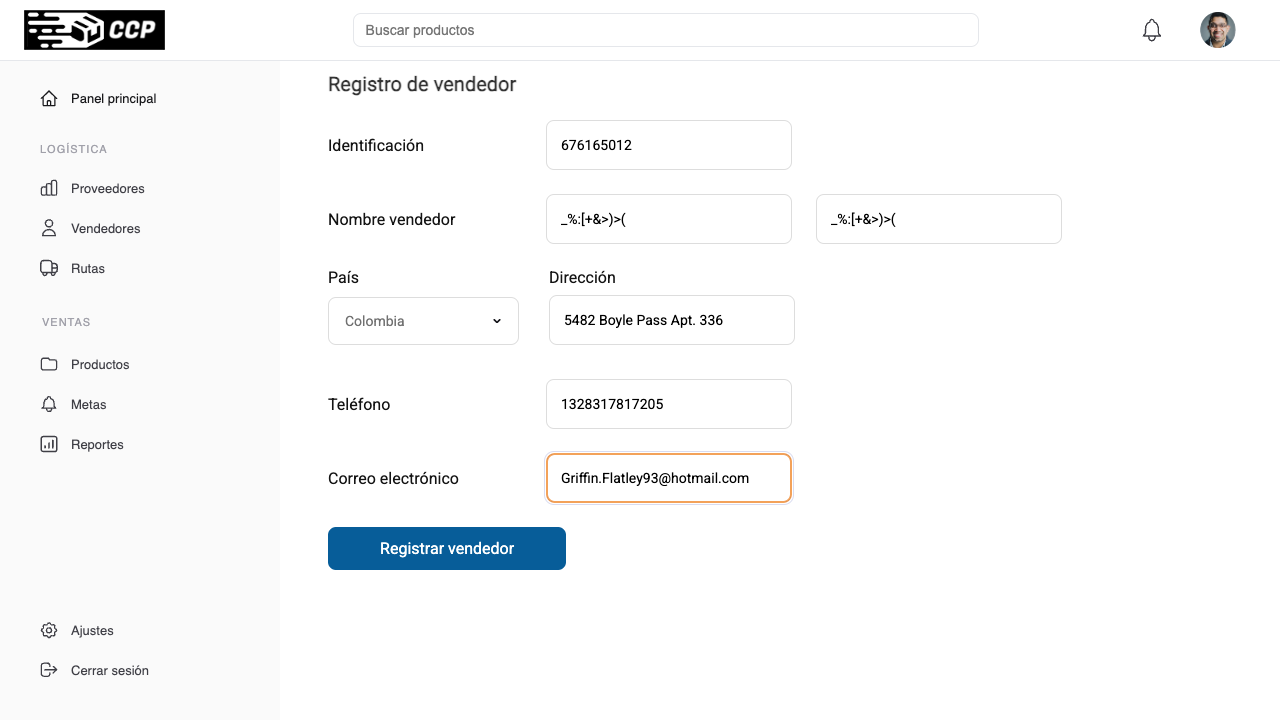 CCP
Buscar productos
Panel principal
LOGÍSTICA
Proveedores
Vendedores
Rutas
VENTAS
Productos
Metas
Reportes
Ajustes
Cerrar sesión
Registro de vendedor
Identificación
676165012
Nombre vendedor
_%:[+&>)>(
_%:[+&>)>(
País
Dirección
Colombia
5482 Boyle Pass Apt. 336
Teléfono
1328317817205
Correo electrónico
Griffin.Flatley93@hotmail.com
Registrar vendedor